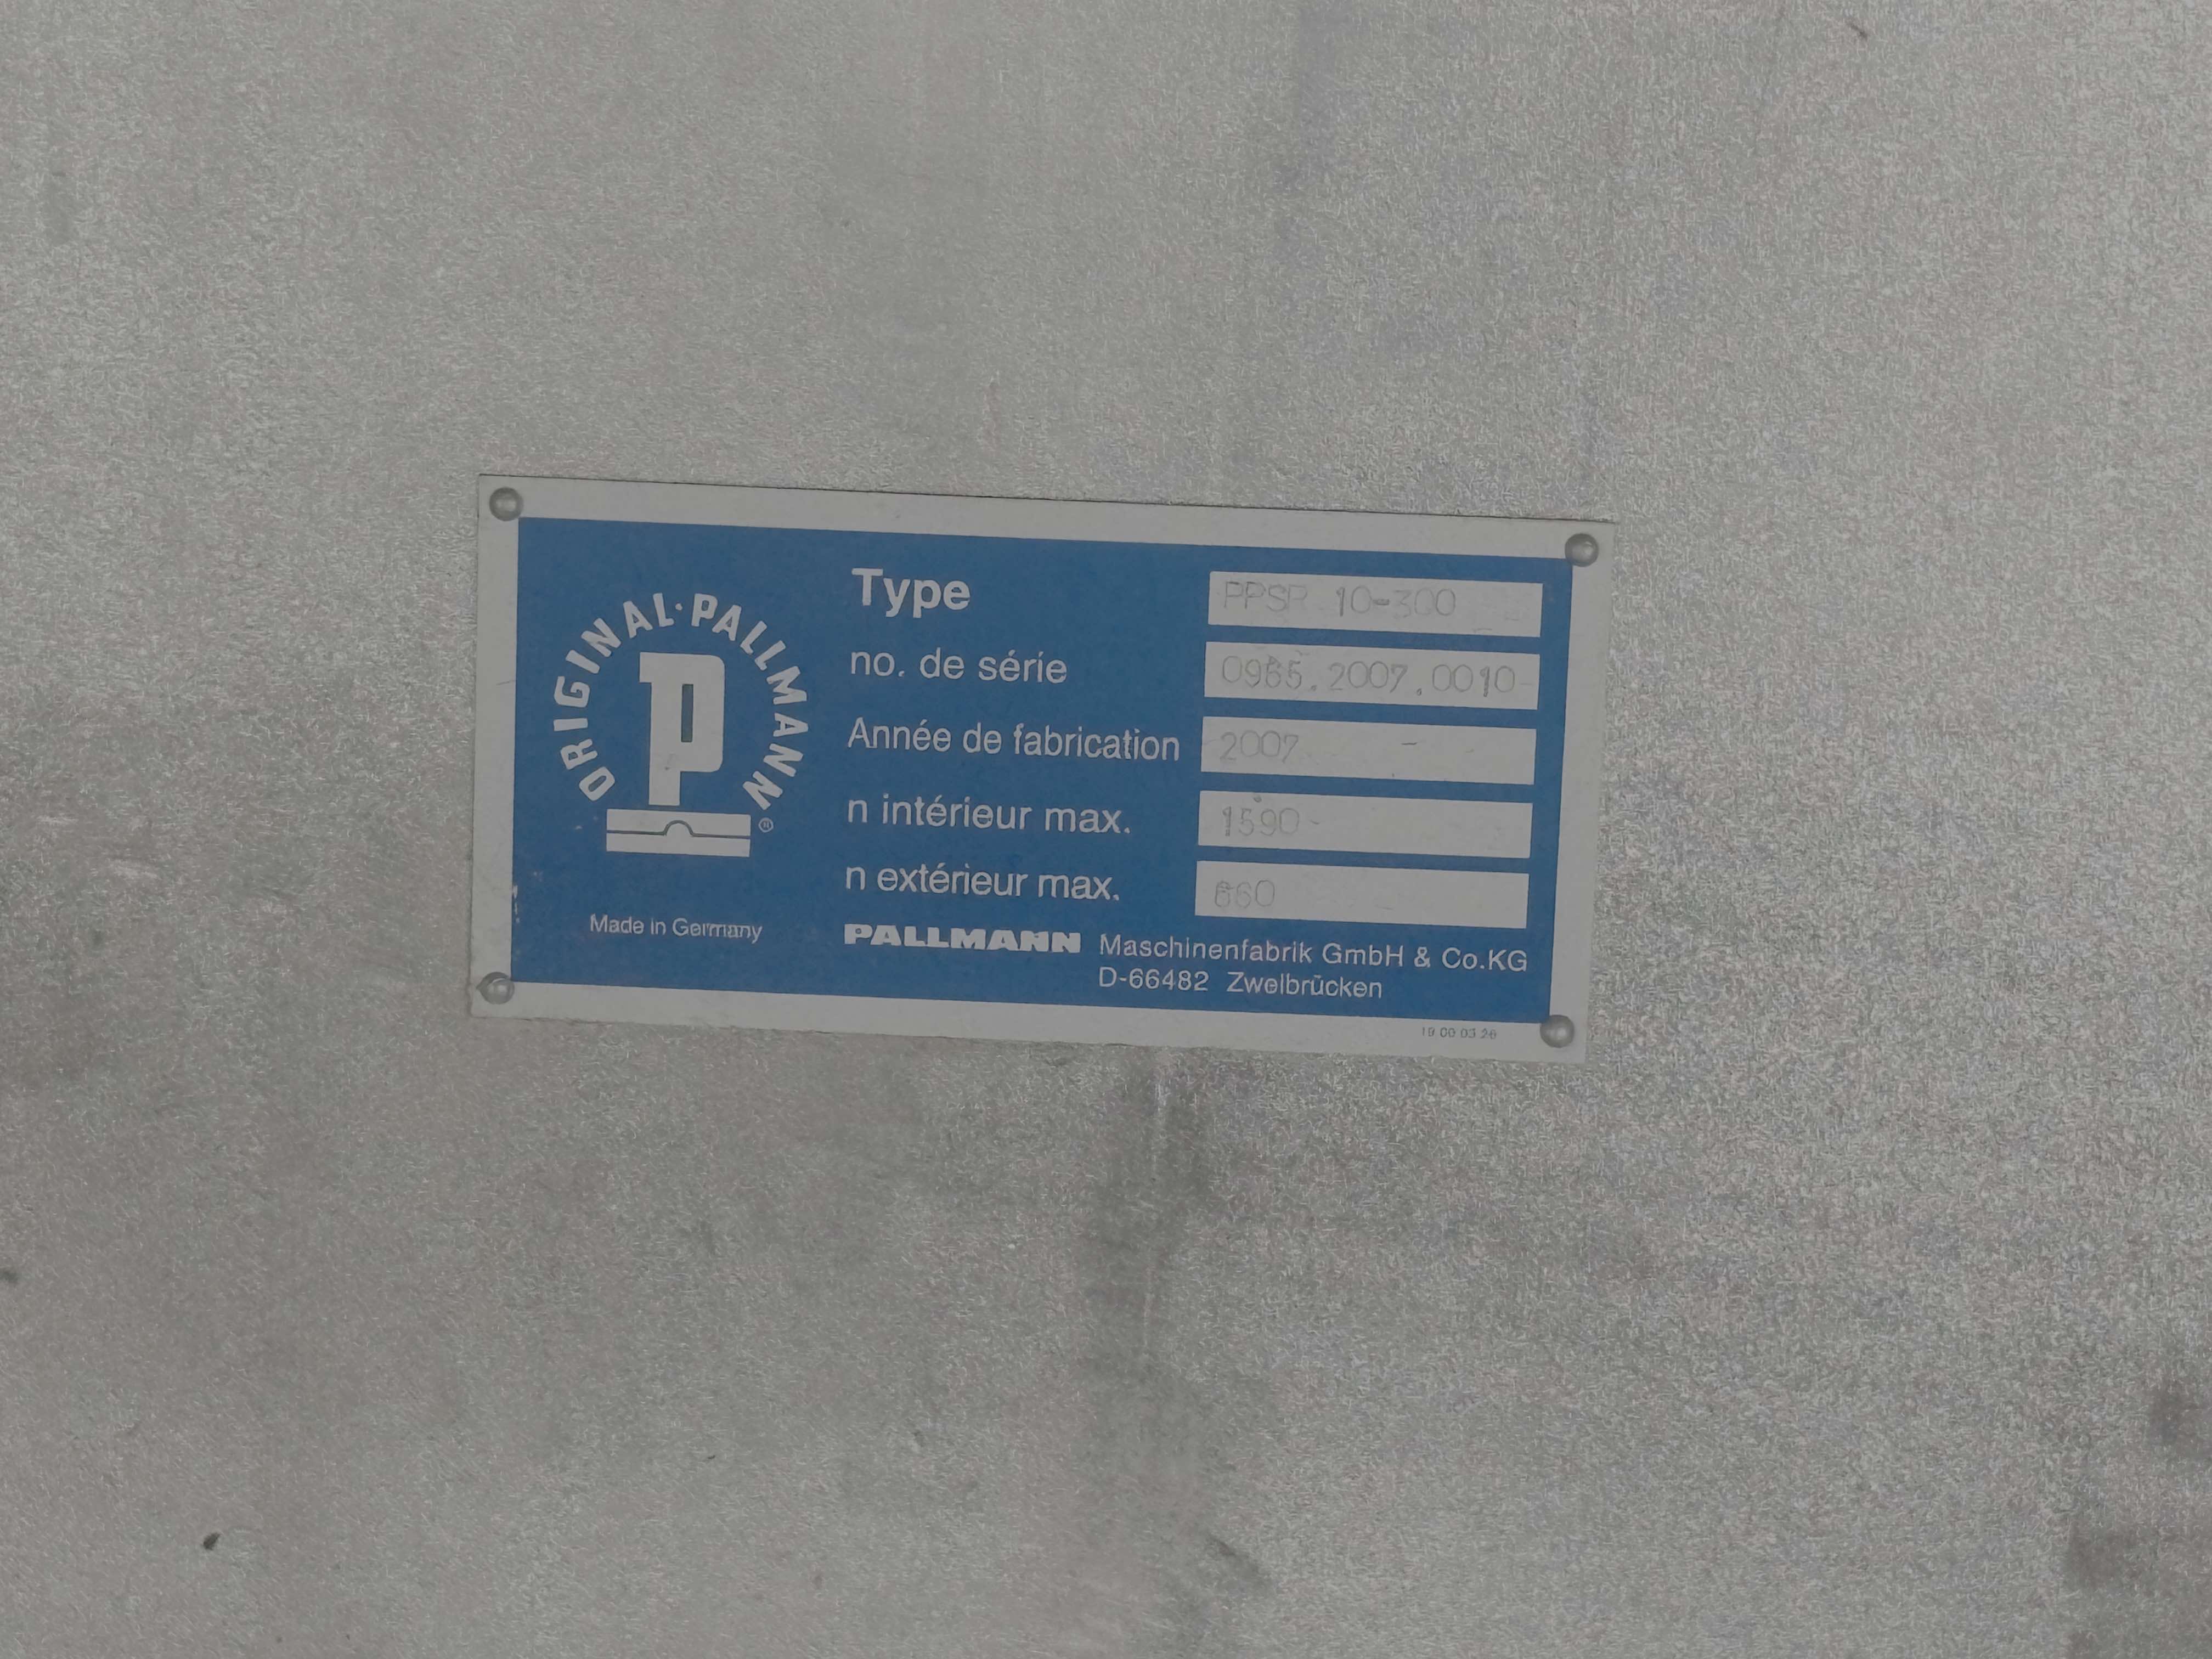 ORIGINAL·PALLMANN
P
Made in Germany
Type PPSR 10-300
no. de série 0965.2007.0010
Année de fabrication 2007
n intérieur max. 1590
n extérieur max. 660
PALLMANN Maschinenfabrik GmbH & Co.KG
D-66482 Zweibrücken